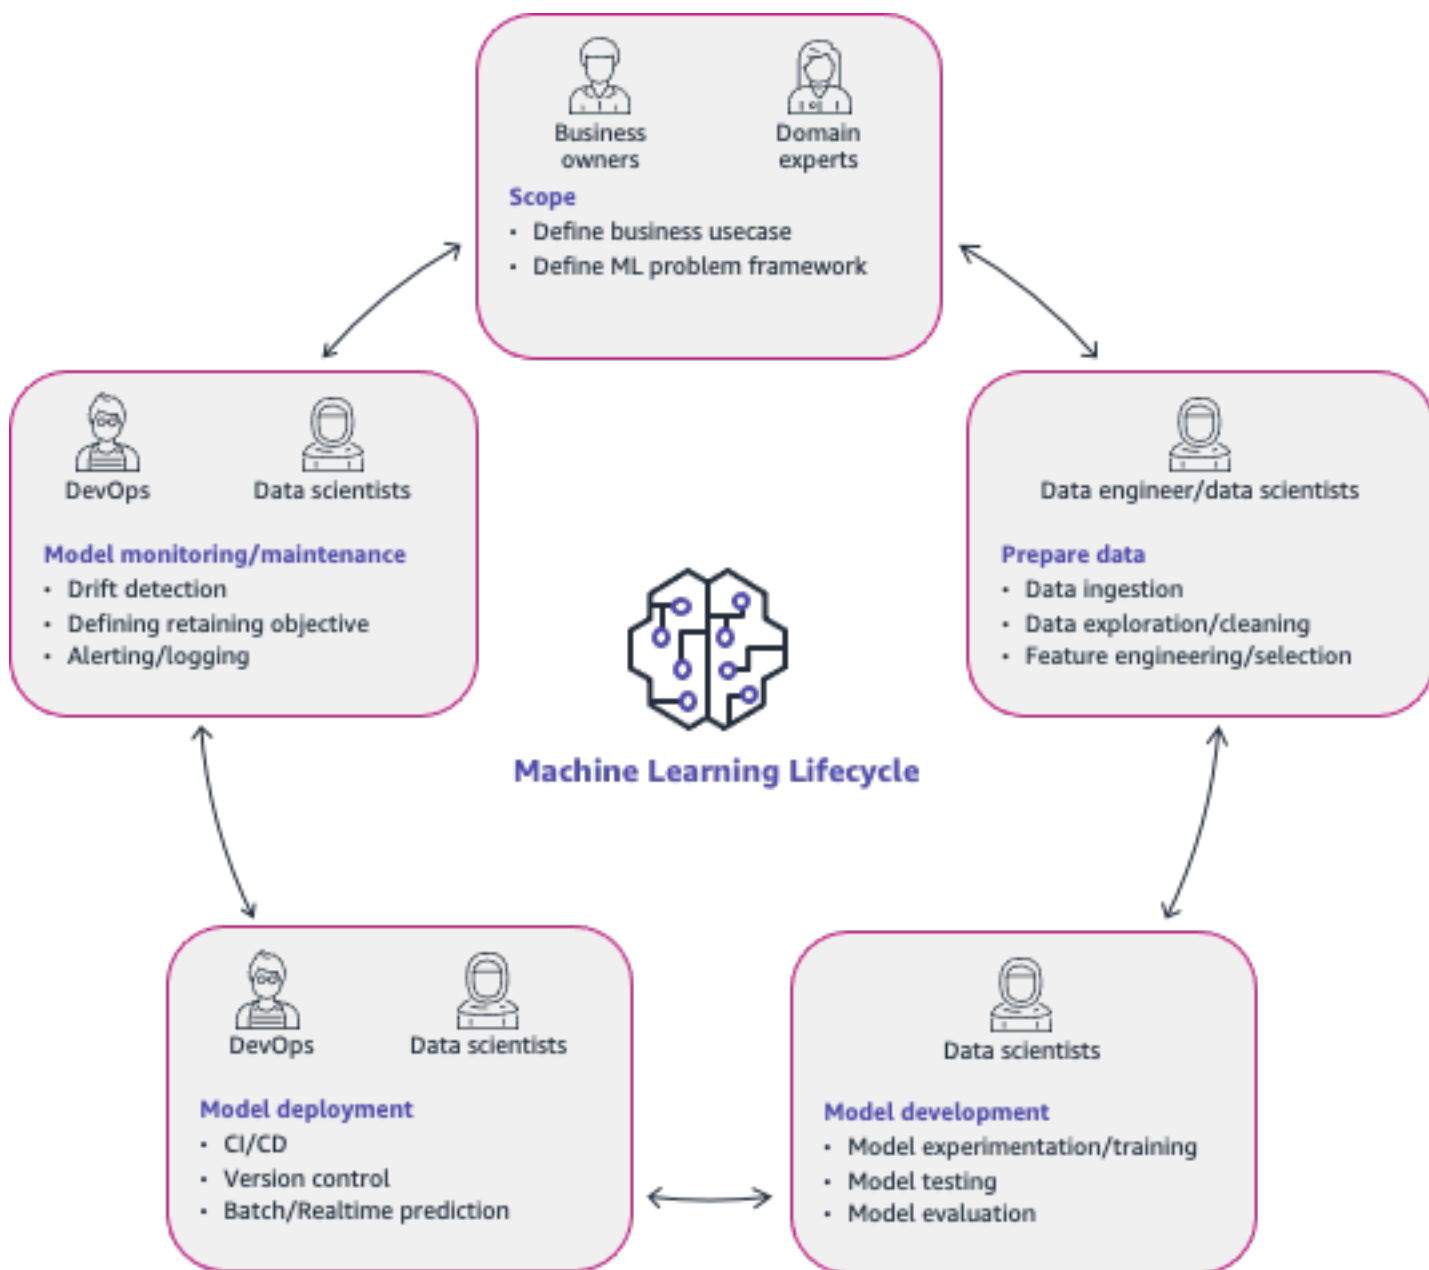 Business
owners
Domain
experts
Scope
• Define business usecase
• Define ML problem framework
DevOps
Data scientists
Model monitoring/maintenance
• Drift detection
• Defining retaining objective
• Alerting/logging
Data engineer/data scientists
Prepare data
• Data ingestion
• Data exploration/cleaning
• Feature engineering/selection
Machine Learning Lifecycle
DevOps
Data scientists
Model deployment
• CI/CD
• Version control
• Batch/Realtime prediction
Data scientists
Model development
• Model experimentation/training
• Model testing
• Model evaluation